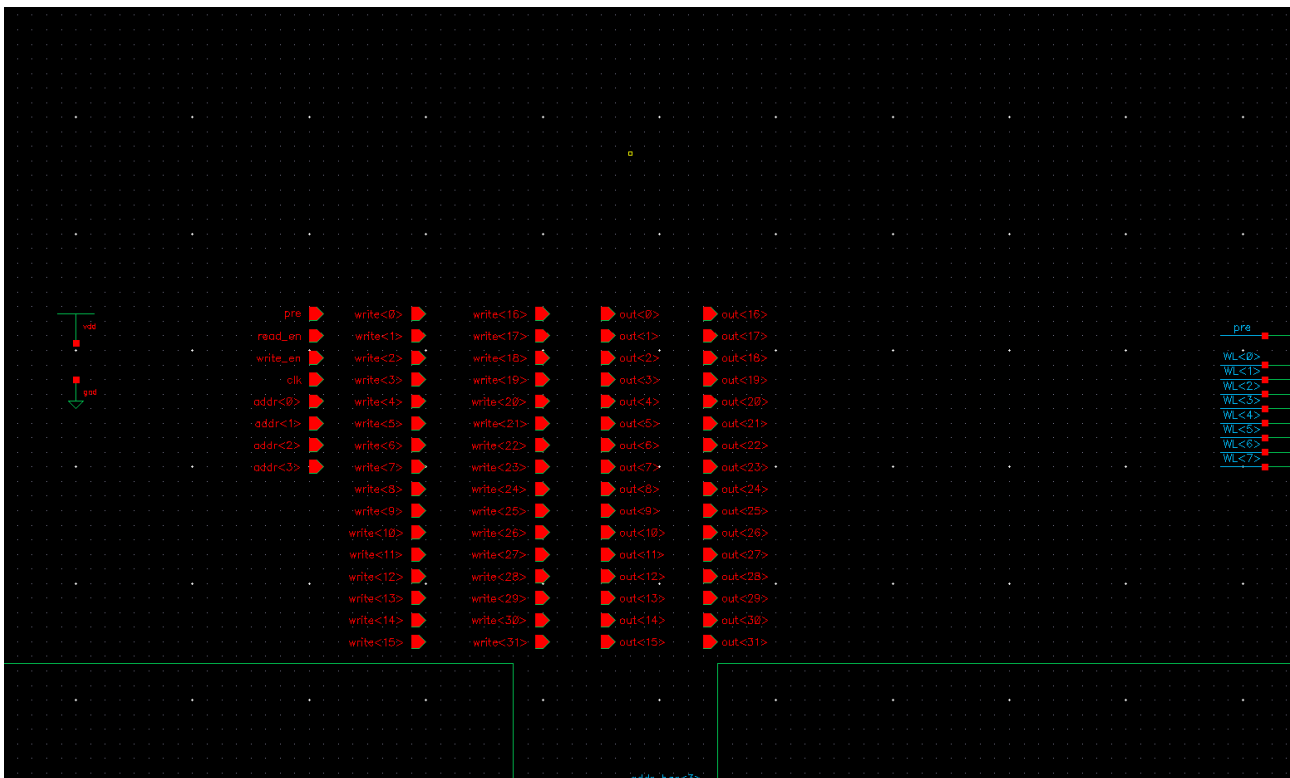 vdd
gnd
pre
read_en
write_en
clk
addr<0>
addr<1>
addr<2>
addr<3>
write<0>
write<1>
write<2>
write<3>
write<4>
write<5>
write<6>
write<7>
write<8>
write<9>
write<10>
write<11>
write<12>
write<13>
write<14>
write<15>
write<16>
write<17>
write<18>
write<19>
write<20>
write<21>
write<22>
write<23>
write<24>
write<25>
write<26>
write<27>
write<28>
write<29>
write<30>
write<31>
out<0>
out<1>
out<2>
out<3>
out<4>
out<5>
out<6>
out<7>
out<8>
out<9>
out<10>
out<11>
out<12>
out<13>
out<14>
out<15>
out<16>
out<17>
out<18>
out<19>
out<20>
out<21>
out<22>
out<23>
out<24>
out<25>
out<26>
out<27>
out<28>
out<29>
out<30>
out<31>
pre
WL<0>
WL<1>
WL<2>
WL<3>
WL<4>
WL<5>
WL<6>
WL<7>